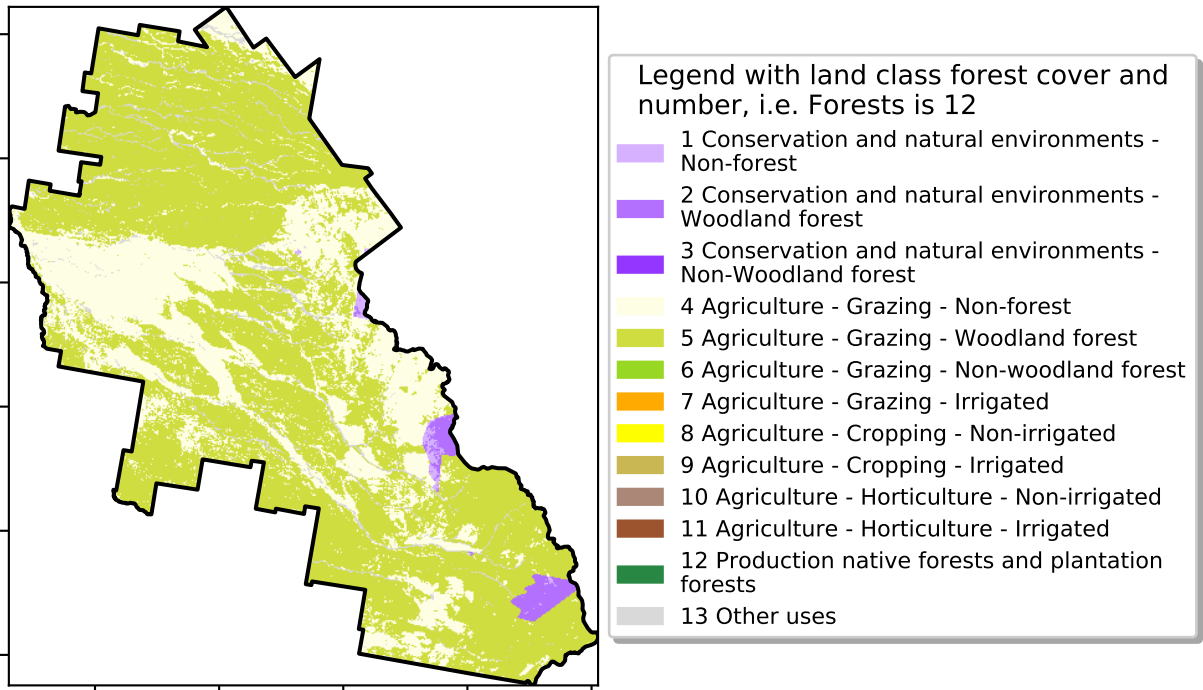 Legend with land class forest cover and
number, i.e. Forests is 12
1 Conservation and natural environments -
Non-forest
2 Conservation and natural environments -
Woodland forest
3 Conservation and natural environments -
Non-Woodland forest
4 Agriculture - Grazing - Non-forest
5 Agriculture - Grazing - Woodland forest
6 Agriculture - Grazing - Non-woodland forest
7 Agriculture - Grazing - Irrigated
8 Agriculture - Cropping - Non-irrigated
9 Agriculture - Cropping - Irrigated
10 Agriculture - Horticulture - Non-irrigated
11 Agriculture - Horticulture - Irrigated
12 Production native forests and plantation
forests
13 Other uses